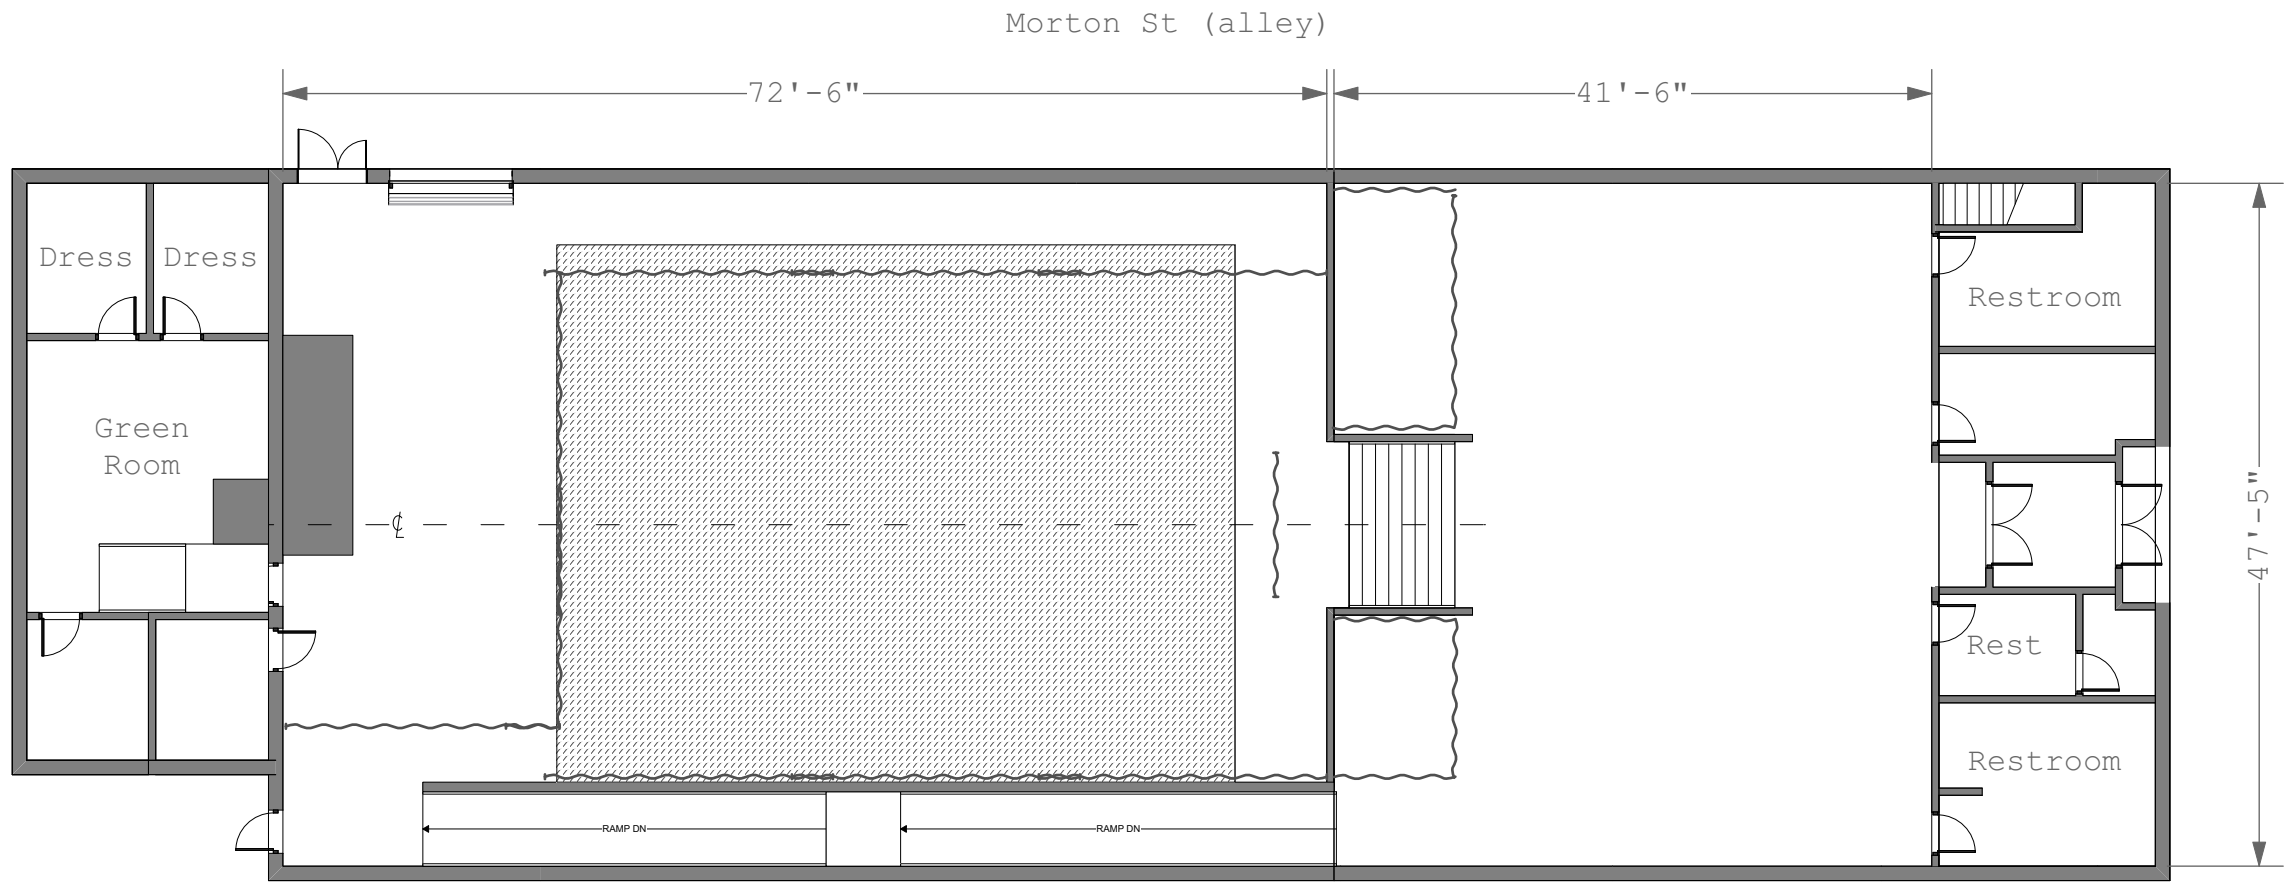 Morton St (alley)
72'-6"
41'-6"
Dress
Dress
Restroom
Green
Room
℄
47'-5"
Rest
Restroom
RAMP DN
RAMP DN